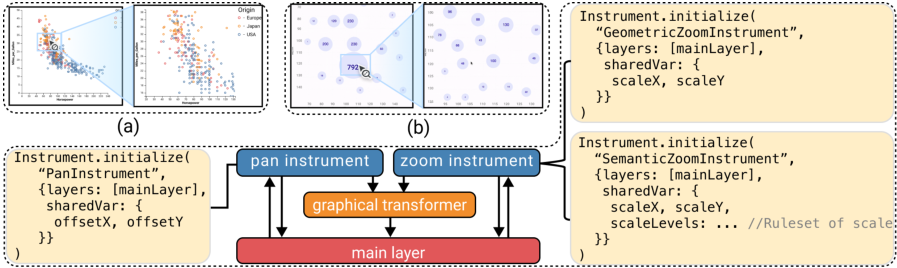 Origin
Europe
Japan
USA
Horsepower
Horsepower
792
(a)
(b)
Instrument.initialize(
“GeometricZoomInstrument”,
{layers: [mainLayer],
sharedVar: {
scaleX, scaleY
}}
)
Instrument.initialize(
“PanInstrument”,
{layers: [mainLayer],
sharedVar: {
offsetX, offsetY
}}
)
pan instrument
zoom instrument
graphical transformer
main layer
Instrument.initialize(
“SemanticZoomInstrument”,
{layers: [mainLayer],
sharedVar: {
scaleX, scaleY,
scaleLevels: ... //Ruleset of scale
}}
)